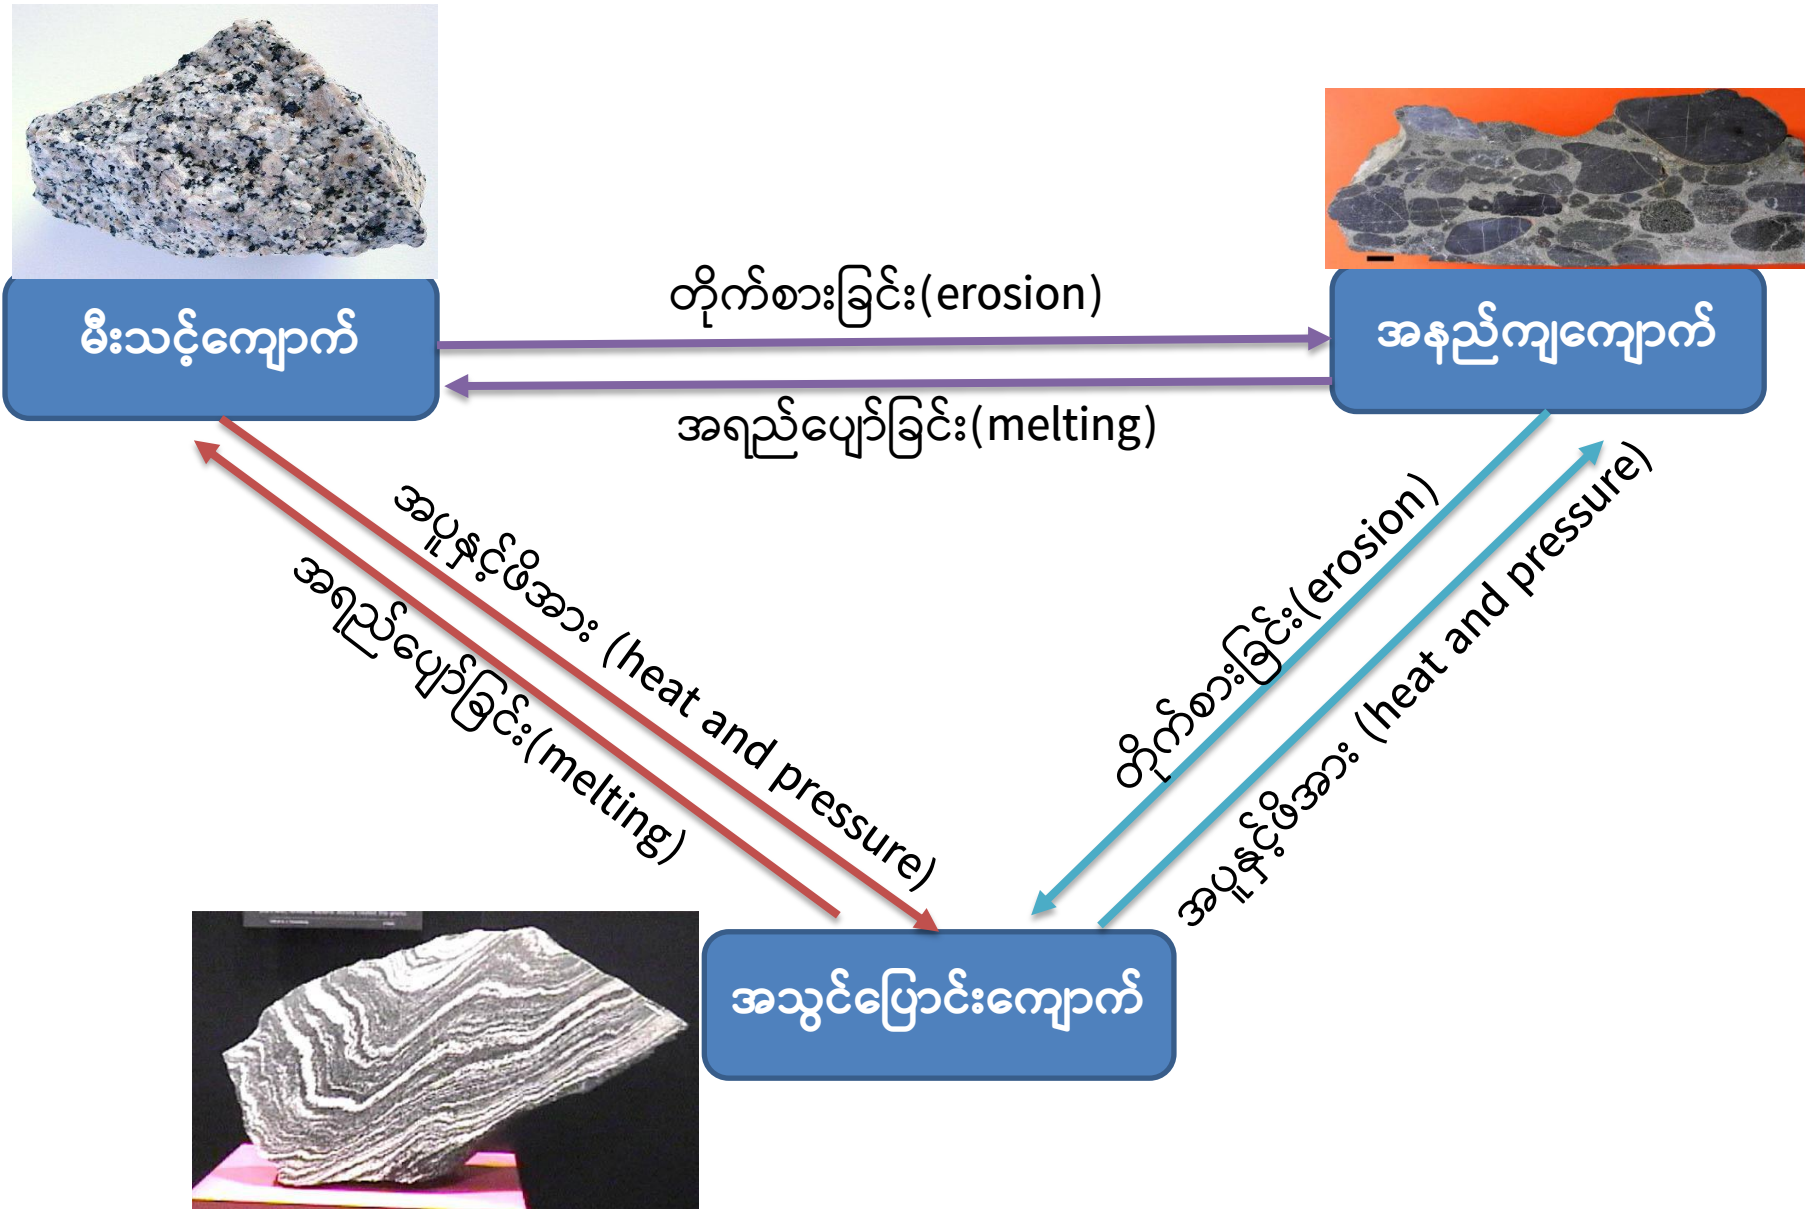 မီးသင့်ကျောက်
အနည်ကျကျောက်
တိုက်စားခြင်း(erosion)
အရည်ပျော်ခြင်း(melting)
အပူနှင့်ဖိအား (heat and pressure)
အရည်ပျော်ခြင်း(melting)
တိုက်စားခြင်း(erosion)
အပူနှင့်ဖိအား (heat and pressure)
အသွင်ပြောင်းကျောက်